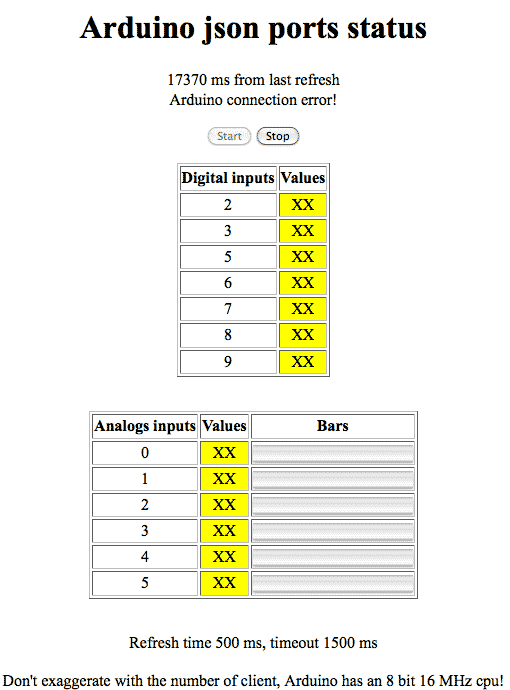 Arduino json ports status
17370 ms from last refresh
Arduino connection error!
Start Stop
Digital inputs Values
2 XX
3 XX
5 XX
6 XX
7 XX
8 XX
9 XX
Analogs inputs Values Bars
0 XX
1 XX
2 XX
3 XX
4 XX
5 XX
Refresh time 500 ms, timeout 1500 ms
Don't exaggerate with the number of client, Arduino has an 8 bit 16 MHz cpu!